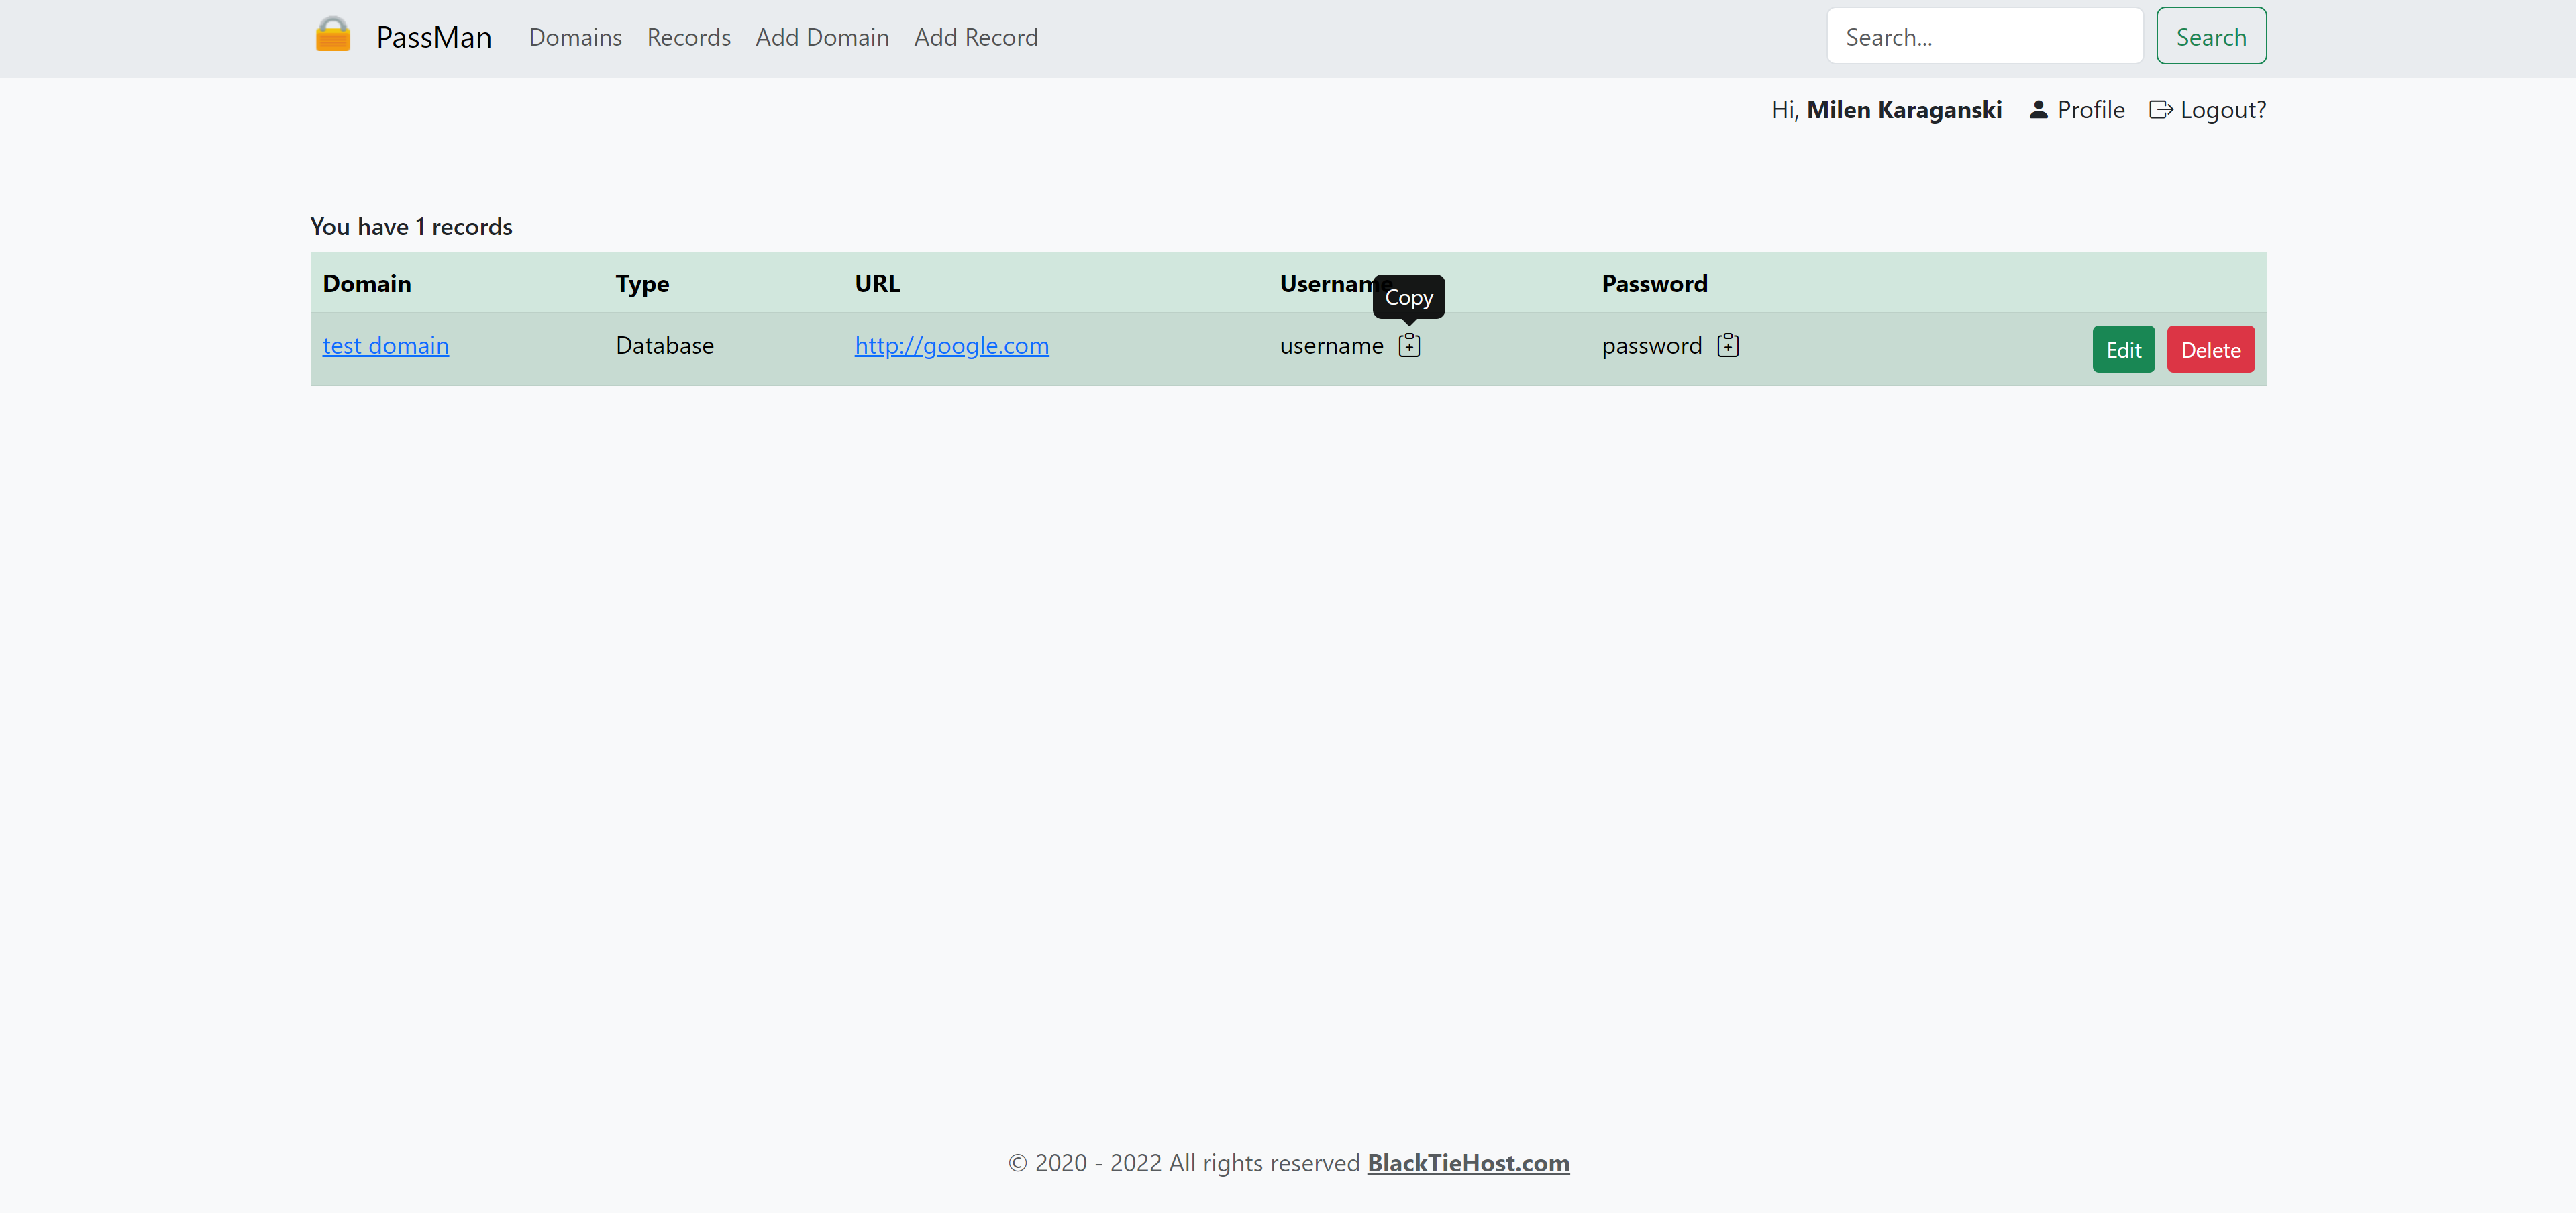 PassMan Domains Records Add Domain Add Record Search... Search
Hi, Milen Karaganski Profile Logout?
You have 1 records
Domain Type URL Username Password
Copy
test domain Database http://google.com username password Edit Delete
© 2020 - 2022 All rights reserved BlackTieHost.com